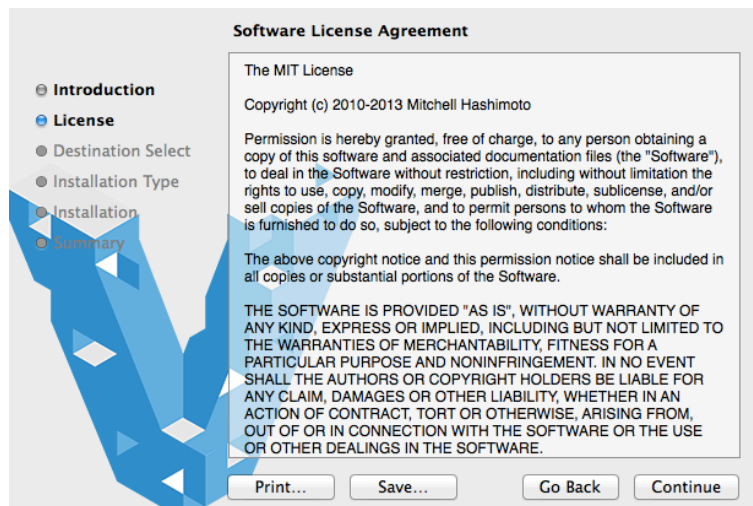 Software License Agreement
Introduction
License
Destination Select
Installation Type
Installation
Summary
The MIT License
Copyright (c) 2010-2013 Mitchell Hashimoto
Permission is hereby granted, free of charge, to any person obtaining a
copy of this software and associated documentation files (the "Software"),
to deal in the Software without restriction, including without limitation the
rights to use, copy, modify, merge, publish, distribute, sublicense, and/or
sell copies of the Software, and to permit persons to whom the Software
is furnished to do so, subject to the following conditions:
The above copyright notice and this permission notice shall be included in
all copies or substantial portions of the Software.
THE SOFTWARE IS PROVIDED "AS IS", WITHOUT WARRANTY OF
ANY KIND, EXPRESS OR IMPLIED, INCLUDING BUT NOT LIMITED TO
THE WARRANTIES OF MERCHANTABILITY, FITNESS FOR A
PARTICULAR PURPOSE AND NONINFRINGEMENT. IN NO EVENT
SHALL THE AUTHORS OR COPYRIGHT HOLDERS BE LIABLE FOR
ANY CLAIM, DAMAGES OR OTHER LIABILITY, WHETHER IN AN
ACTION OF CONTRACT, TORT OR OTHERWISE, ARISING FROM,
OUT OF OR IN CONNECTION WITH THE SOFTWARE OR THE USE
OR OTHER DEALINGS IN THE SOFTWARE.
Print... Save... Go Back Continue